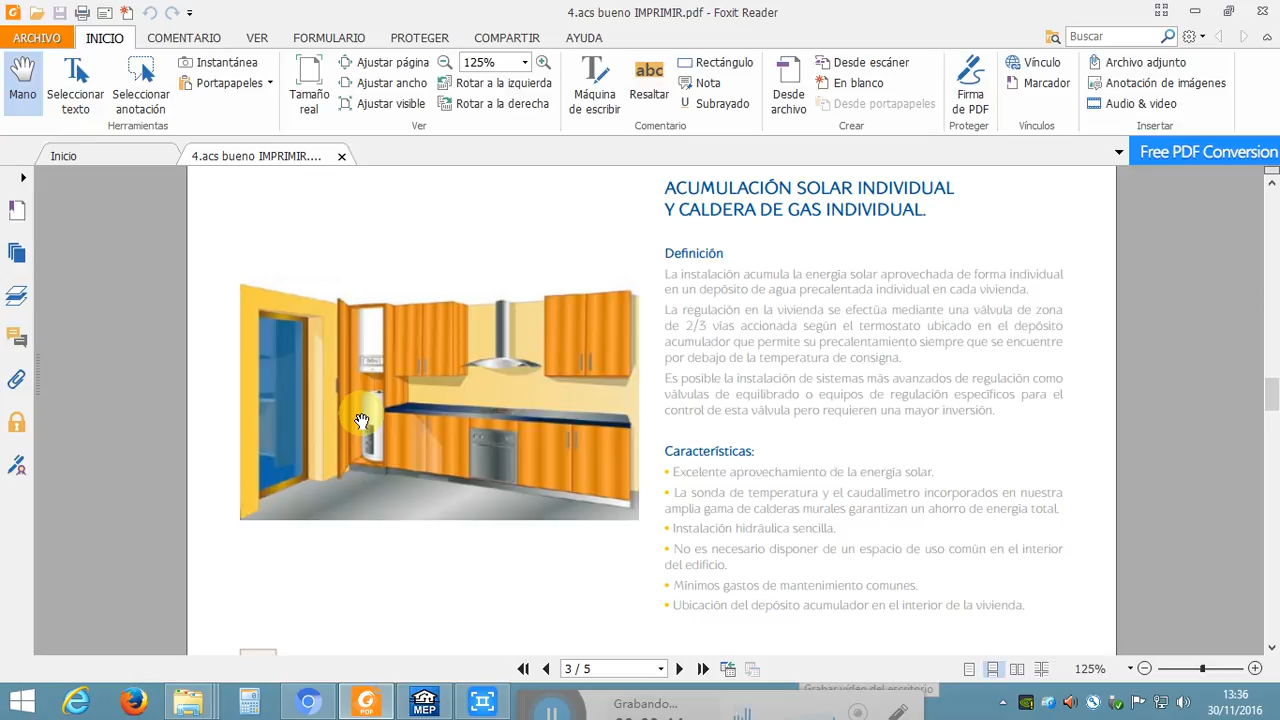 4.acs bueno IMPRIMIR.pdf - Foxit Reader
ARCHIVO INICIO COMENTARIO VER FORMULARIO PROTEGER COMPARTIR AYUDA
Buscar
Mano
Seleccionar texto
Seleccionar anotación
Instantánea
Portapapeles
Herramientas
Tamaño real
Ajustar página
Ajustar ancho
Ajustar visible
125%
Rotar a la izquierda
Rotar a la derecha
Ver
Máquina de escribir
abc
Resaltar
Rectángulo
Nota
Subrayado
Comentario
Desde archivo
Desde escáner
En blanco
Desde portapapeles
Crear
Firma de PDF
Proteger
Vínculo
Marcador
Vínculos
Archivo adjunto
Anotación de imágenes
Audio & video
Insertar
Inicio
4.acs bueno IMPRIMIR....
Free PDF Conversion
ACUMULACIÓN SOLAR INDIVIDUAL
Y CALDERA DE GAS INDIVIDUAL.
Definición
La instalación acumula la energía solar aprovechada de forma individual
en un depósito de agua precalentada individual en cada vivienda.
La regulación en la vivienda se efectúa mediante una válvula de zona
de 2/3 vías accionada según el termostato ubicado en el depósito
acumulador que permite su precalentamiento siempre que se encuentre
por debajo de la temperatura de consigna.
Es posible la instalación de sistemas más avanzados de regulación como
válvulas de equilibrado o equipos de regulación específicos para el
control de esta válvula pero requieren una mayor inversión.
Características:
• Excelente aprovechamiento de la energía solar.
• La sonda de temperatura y el caudalímetro incorporados en nuestra
amplia gama de calderas murales garantizan un ahorro de energía total.
• Instalación hidráulica sencilla.
• No es necesario disponer de un espacio de uso común en el interior
del edificio.
• Mínimos gastos de mantenimiento comunes.
• Ubicación del depósito acumulador en el interior de la vivienda.
3 / 5
125%
Grabar vídeo del escritorio
Grabando...
PDF
MEP
13:36
30/11/2016